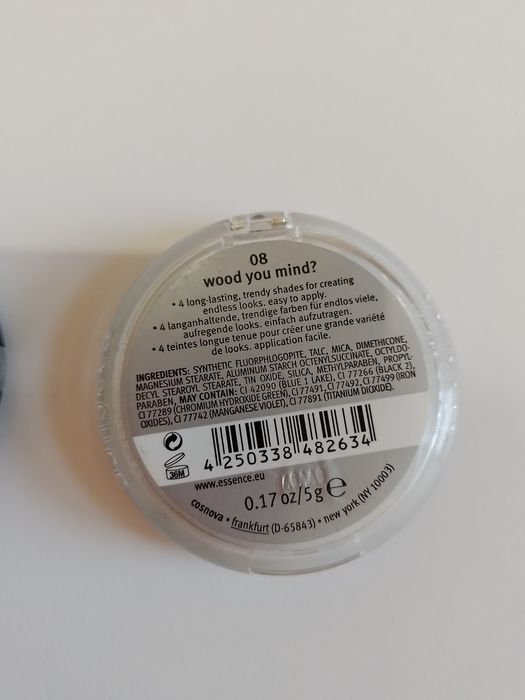 08
wood you mind?
• 4 long-lasting, trendy shades for creating
endless looks. easy to apply.
• 4 langanhaltende, trendige farben für endlos viele,
aufregende looks. einfach aufzutragen.
• 4 teintes longue tenue pour créer une grande variété
de looks. application facile.
INGREDIENTS: SYNTHETIC FLUORPHLOGOPITE, TALC, MICA, DIMETHICONE,
MAGNESIUM STEARATE, ALUMINUM STARCH OCTENYLSUCCINATE, OCTYLDO-
DECYL STEAROYL STEARATE, TIN OXIDE, SILICA, METHYLPARABEN, PROPYL-
PARABEN, MAY CONTAIN: CI 42090 (BLUE 1 LAKE), CI 77266 (BLACK 2),
CI 77289 (CHROMIUM HYDROXIDE GREEN), CI 77491, CI 77492, CI 77499 (IRON
OXIDES), CI 77742 (MANGANESE VIOLET), CI 77891 (TITANIUM DIOXIDE).
36M
4 250338 482634
www.essence.eu
0.17 oz/5g e
cosnova • frankfurt (D-65843) • new york (NY 10003)